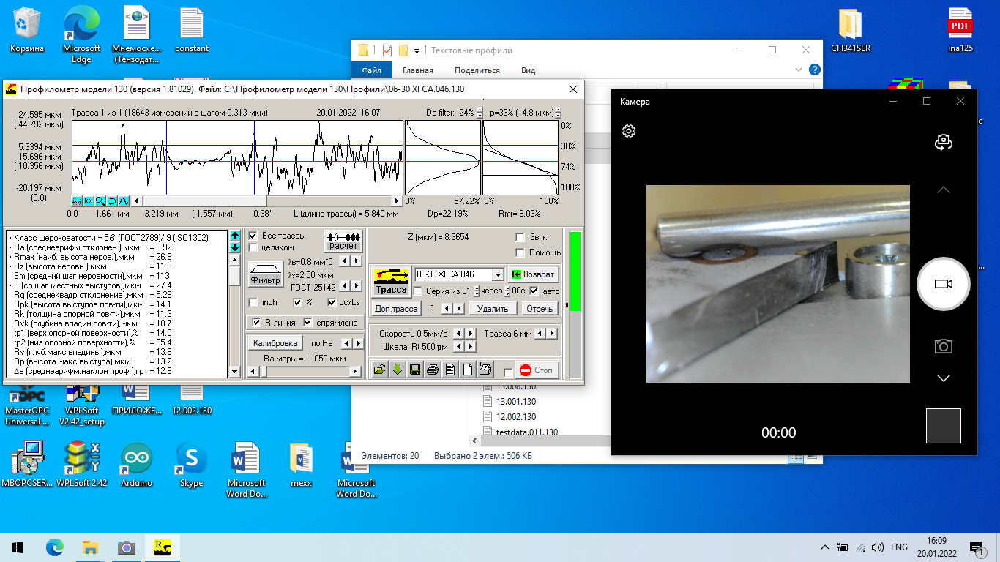 Корзина
Microsoft
Edge
Мнемосхе...
(Тензодат...
constant
CH341SER
PDF
ina125
Текстовые профили
Файл
Главная
Поделиться
Вид
Профилометр модели 130 (версия 1.81029). Файл: C:\Профилометр модели 130\Профили\06-30 ХГСА.046.130
24.595 мкм
( 44.792 мкм)
5.3394 мкм
15.696 мкм
( 10.356 мкм)
-20.197 мкм
(0.0)
Трасса 1 из 1 (18643 измерений с шагом 0.313 мкм)
20.01.2022 16:07
Dp filter: 24%
p=33% (14.8 мкм)
0%
38%
74%
100%
0%
57.22%
0%
100%
0.0
1.661 мм
3.219 мм
( 1.557 мм)
0.38°
L (длина трассы) = 5.840 мм
Dp=22.19%
Rmr= 9.03%
• Класс шероховатости = 5б (ГОСТ2789)/ 9 (ISO1302)
• Ra (среднеарифм.отклонен.),мкм = 3.92
• Rmax (наиб. высота неров.),мкм = 26.8
• Rz (высота неровн.),мкм = 11.8
Sm (средний шаг неровности),мкм = 113
S (ср.шаг местных выступов),мкм = 27.4
Rq (среднеквадр.отклонение),мкм = 5.26
Rpk (высота выступов пов-ти),мкм = 14.1
Rk (толщина опорной пов-ти),мкм = 11.3
Rvk (глубина впадин пов-ти),мкм = 10.7
tp1 (верх опорной поверхности),% = 14.0
tp2 (низ опорной поверхности),% = 85.4
Rv (глуб.макс.впадины),мкм = 13.6
Rp (высота макс.выступа),мкм = 13.2
Δa (среднеарифм.наклон проф.),гр = 12.8
Все трассы
целиком
расчет
Фильтр
λв=0.8 мм*5
λs=2.50 мкм
ГОСТ 25142
inch
%
Lc/Ls
R-линия
спрямлена
Калибровка
по Ra
Ra меры = 1.050 мкм
Z (мкм) = 8.3654
Звук
Помощь
Трасса
06-30 ХГСА.046
Возврат
Серия из 01
через
00с
авто
Доп.трасса
1
Удалить
Отсечь
Скорость 0.5мм/с
Трасса 6 мм
Шкала: Rt 500 µм
Стоп
Камера
00:00
13.008.130
13.001.130
12.002.130
testdata.011.130
Элементов: 20
Выбрано 2 элем.: 506 КБ
MasterOPC
Universal ...
WPLSoft
V2.42_setup
ПРИЛОЖЕ...
12.002.130
MBOPCSER...
WPLSoft 2.42
Arduino
Skype
Microsoft
Word Do...
mexx
Microsoft
Word Do...
ENG
16:09
20.01.2022
1